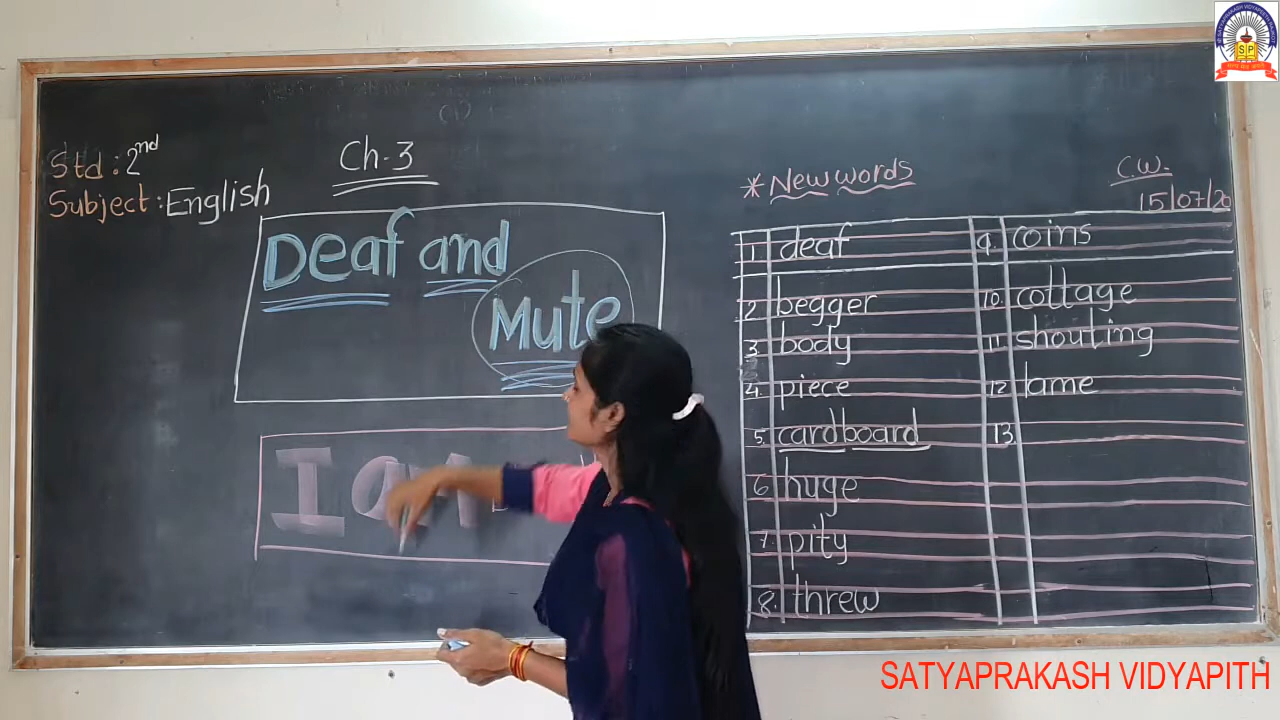 Std : 2nd
Subject : English
Ch-3
Deaf and
Mute
I am
* New words
C.W.
15/07/20
1. deaf
2. begger
3. body
4. piece
5. cardboard
6. huge
7. pity
8. threw
9. coins
10. cottage
11. shouting
12. lame
13.
SP
SATYAPRAKASH VIDYAPITH